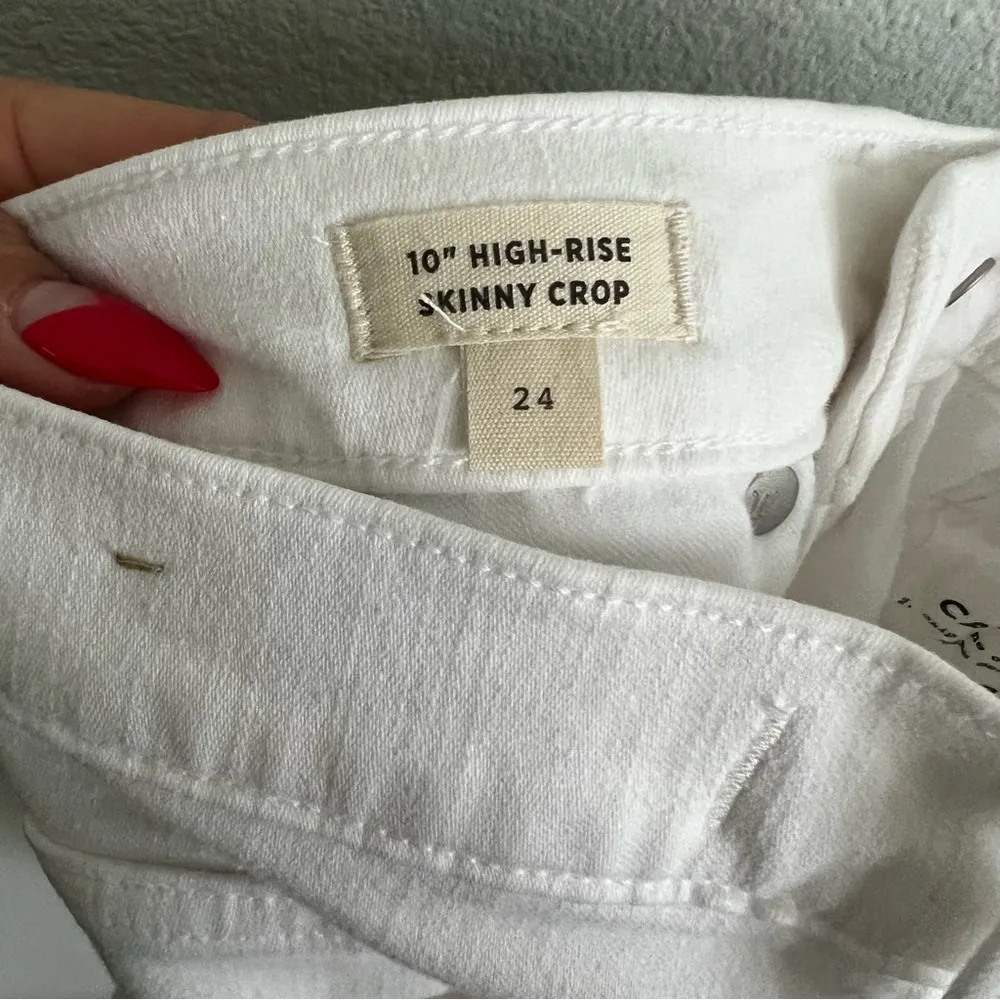 10" HIGH-RISE
SKINNY CROP
24